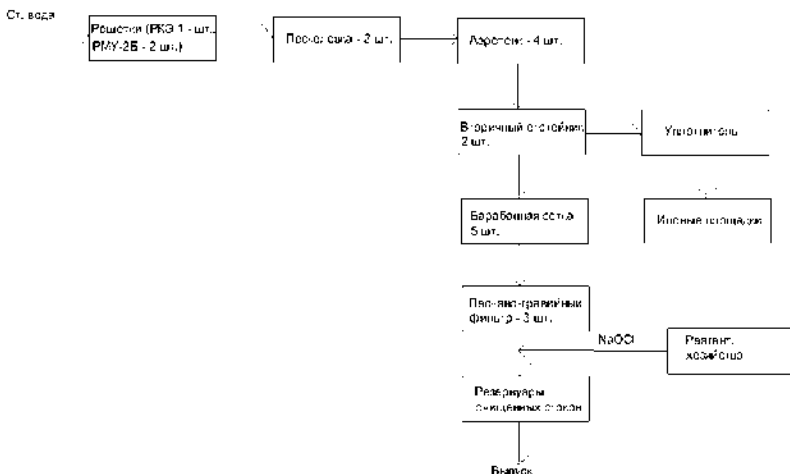 Ст. вода
Решетки (РКЭ 1 - шт.,
РМУ-2Б - 2 шт.)
Песколовка - 2 шт.
Аэротенк - 4 шт.
Вторичный отстойник
2 шт.
Уплотнитель
Барабанная сетка
5 шт.
Иловые площадки
Песчано-гравийный
фильтр - 3 шт.
NaOCl
Реагент.
хозяйство
Резервуары
очищенных стоков
Выпуск